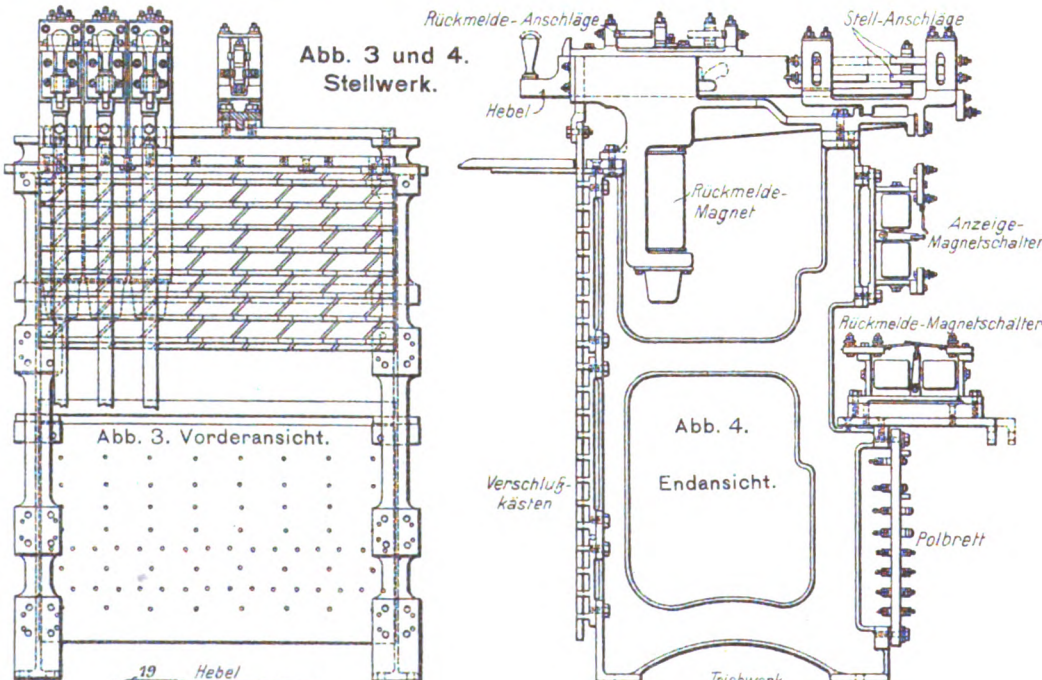 Abb. 3 und 4.
Stellwerk.
Rückmelde-Anschläge
Stell-Anschläge
Hebel
Rückmelde-
Magnet
Anzeige-
Magnetschalter
Rückmelde-Magnetschalter
Abb. 3. Vorderansicht.
Abb. 4.
Endansicht.
Verschluß-
kästen
Polbrett
19 Hebel